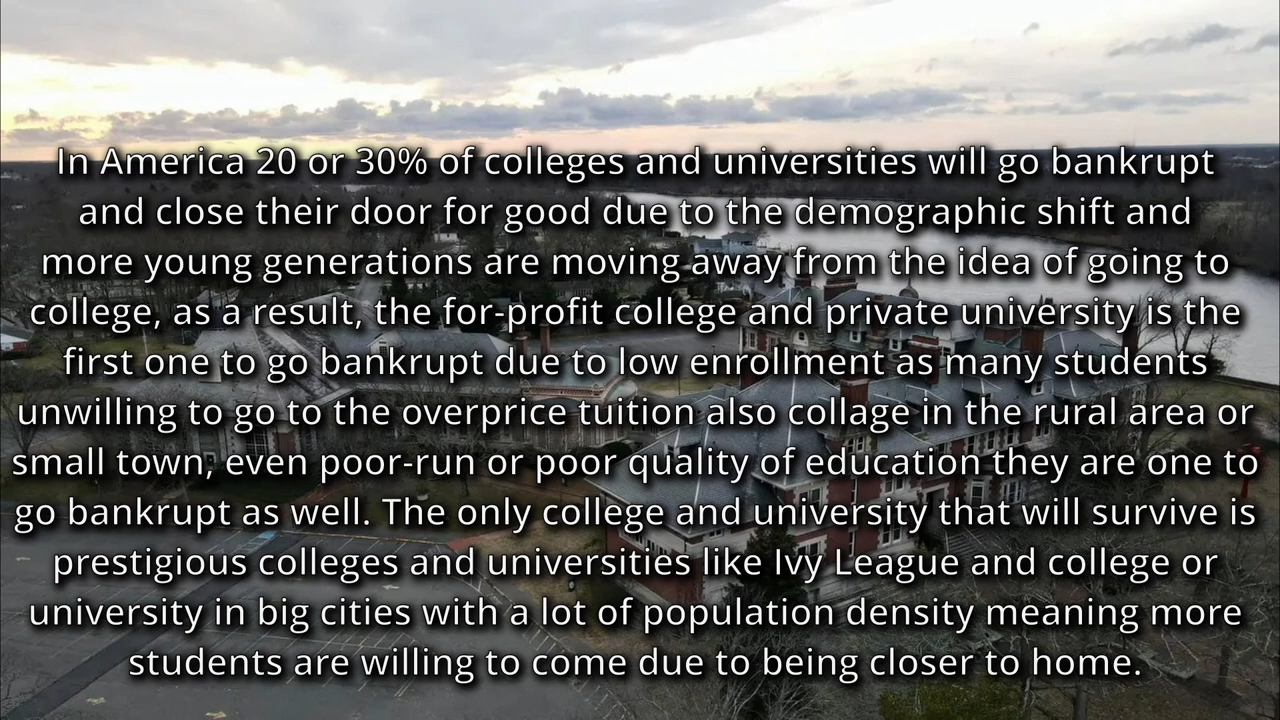 In America 20 or 30% of colleges and universities will go bankrupt
and close their door for good due to the demographic shift and
more young generations are moving away from the idea of going to
college, as a result, the for-profit college and private university is the
first one to go bankrupt due to low enrollment as many students
unwilling to go to the overprice tuition also collage in the rural area or
small town, even poor-run or poor quality of education they are one to
go bankrupt as well. The only college and university that will survive is
prestigious colleges and universities like Ivy League and college or
university in big cities with a lot of population density meaning more
students are willing to come due to being closer to home.